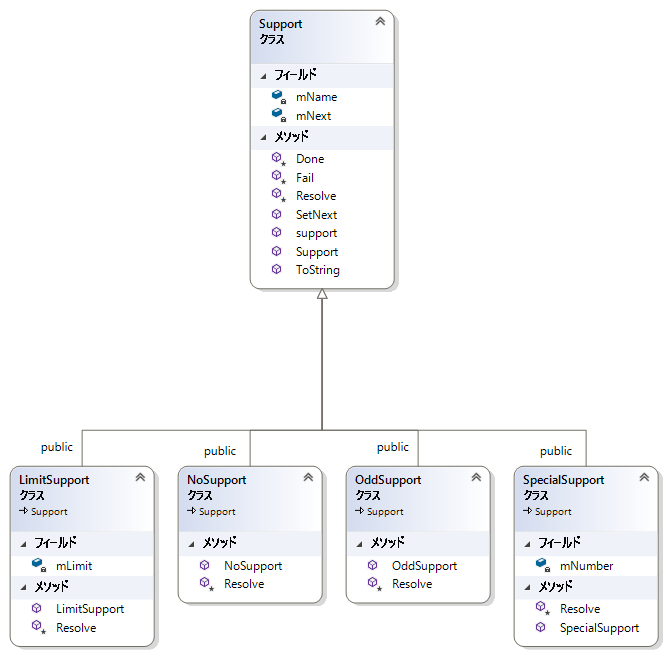 Support
クラス
フィールド
mName
mNext
メソッド
Done
Fail
Resolve
SetNext
support
Support
ToString
public
public
public
public
LimitSupport
クラス
Support
フィールド
mLimit
メソッド
LimitSupport
Resolve
NoSupport
クラス
Support
メソッド
NoSupport
Resolve
OddSupport
クラス
Support
メソッド
OddSupport
Resolve
SpecialSupport
クラス
Support
フィールド
mNumber
メソッド
Resolve
SpecialSupport